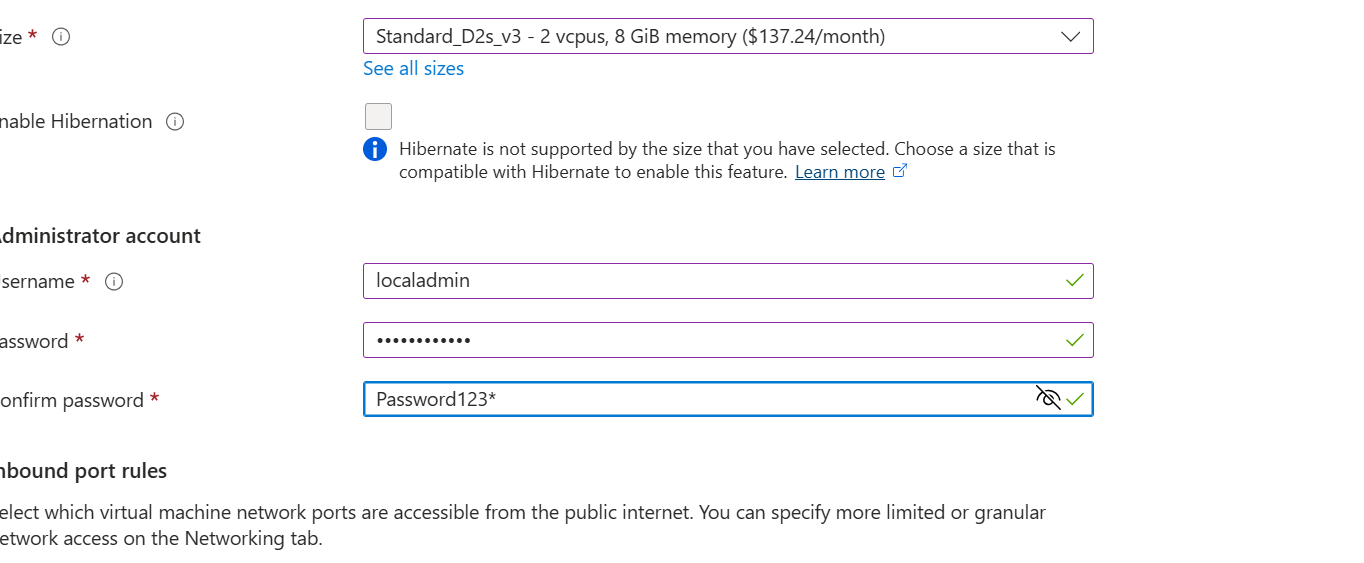 ize *
Standard_D2s_v3 - 2 vcpus, 8 GiB memory ($137.24/month)
See all sizes
nable Hibernation
Hibernate is not supported by the size that you have selected. Choose a size that is
compatible with Hibernate to enable this feature. Learn more
dministrator account
sername *
localadmin
assword *
••••••••••••
onfirm password *
Password123*
nbound port rules
elect which virtual machine network ports are accessible from the public internet. You can specify more limited or granular
etwork access on the Networking tab.